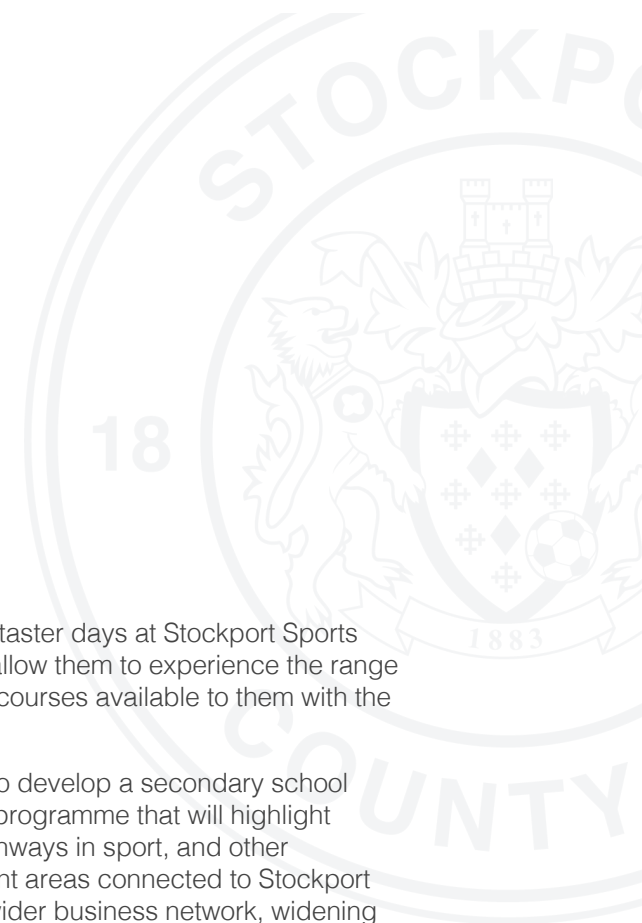 STOCKPO
18
1883
COUNTY
taster days at Stockport Sports
allow them to experience the range
courses available to them with the
o develop a secondary school
programme that will highlight
hways in sport, and other
nt areas connected to Stockport
ider business network, widening